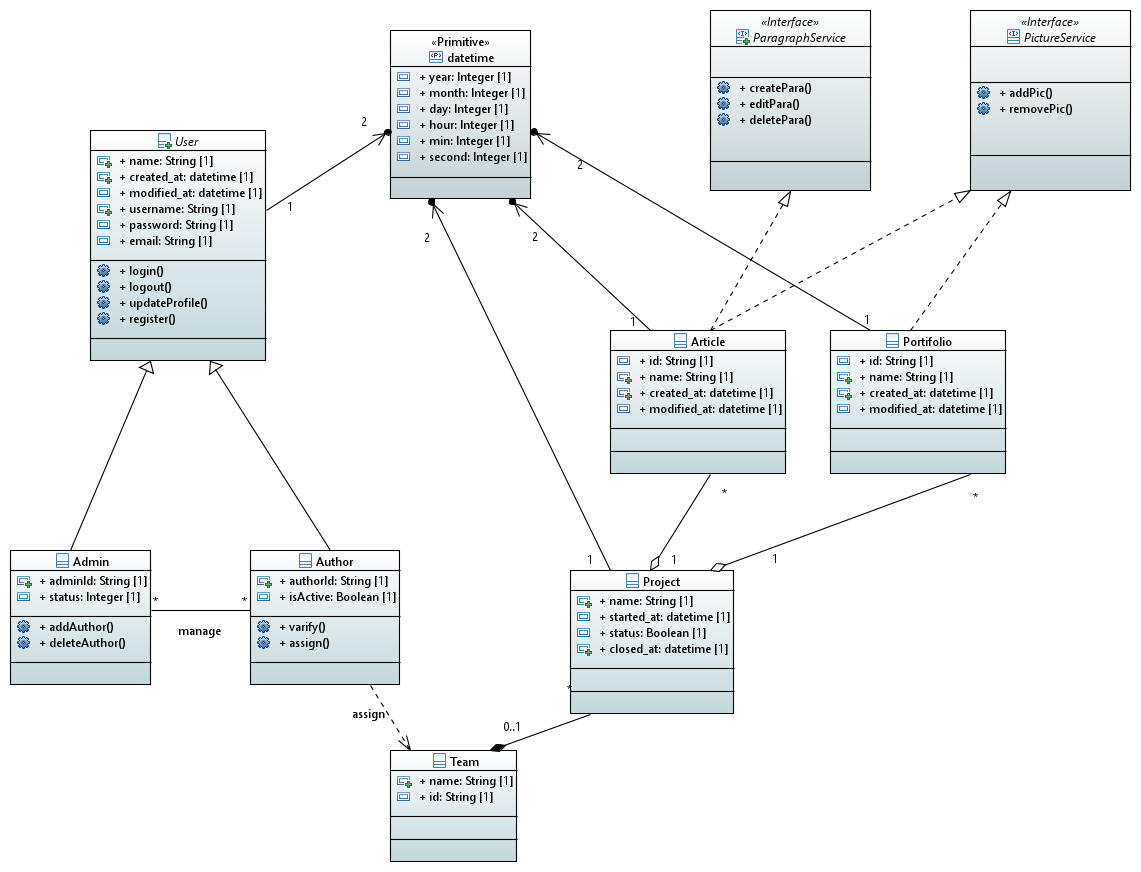 «Primitive»
datetime
+ year: Integer [1]
+ month: Integer [1]
+ day: Integer [1]
+ hour: Integer [1]
+ min: Integer [1]
+ second: Integer [1]
«Interface»
ParagraphService
+ createPara()
+ editPara()
+ deletePara()
«Interface»
PictureService
+ addPic()
+ removePic()
User
+ name: String [1]
+ created_at: datetime [1]
+ modified_at: datetime [1]
+ username: String [1]
+ password: String [1]
+ email: String [1]
+ login()
+ logout()
+ updateProfile()
+ register()
2
1
2
2
2
1
1
Article
+ id: String [1]
+ name: String [1]
+ created_at: datetime [1]
+ modified_at: datetime [1]
Portifolio
+ id: String [1]
+ name: String [1]
+ created_at: datetime [1]
+ modified_at: datetime [1]
*
*
1
1
1
Admin
+ adminId: String [1]
+ status: Integer [1]
+ addAuthor()
+ deleteAuthor()
*
*
manage
Author
+ authorId: String [1]
+ isActive: Boolean [1]
+ varify()
+ assign()
Project
+ name: String [1]
+ started_at: datetime [1]
+ status: Boolean [1]
+ closed_at: datetime [1]
*
assign
0..1
Team
+ name: String [1]
+ id: String [1]